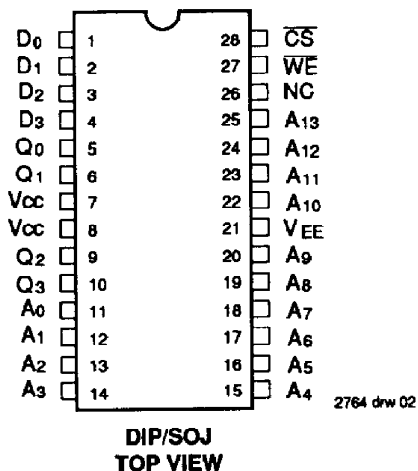 D0 1 28 CS
D1 2 27 WE
D2 3 26 NC
D3 4 25 A13
Q0 5 24 A12
Q1 6 23 A11
VCC 7 22 A10
VCC 8 21 VEE
Q2 9 20 A9
Q3 10 19 A8
A0 11 18 A7
A1 12 17 A6
A2 13 16 A5
A3 14 15 A4
2764 drw 02
DIP/SOJ
TOP VIEW